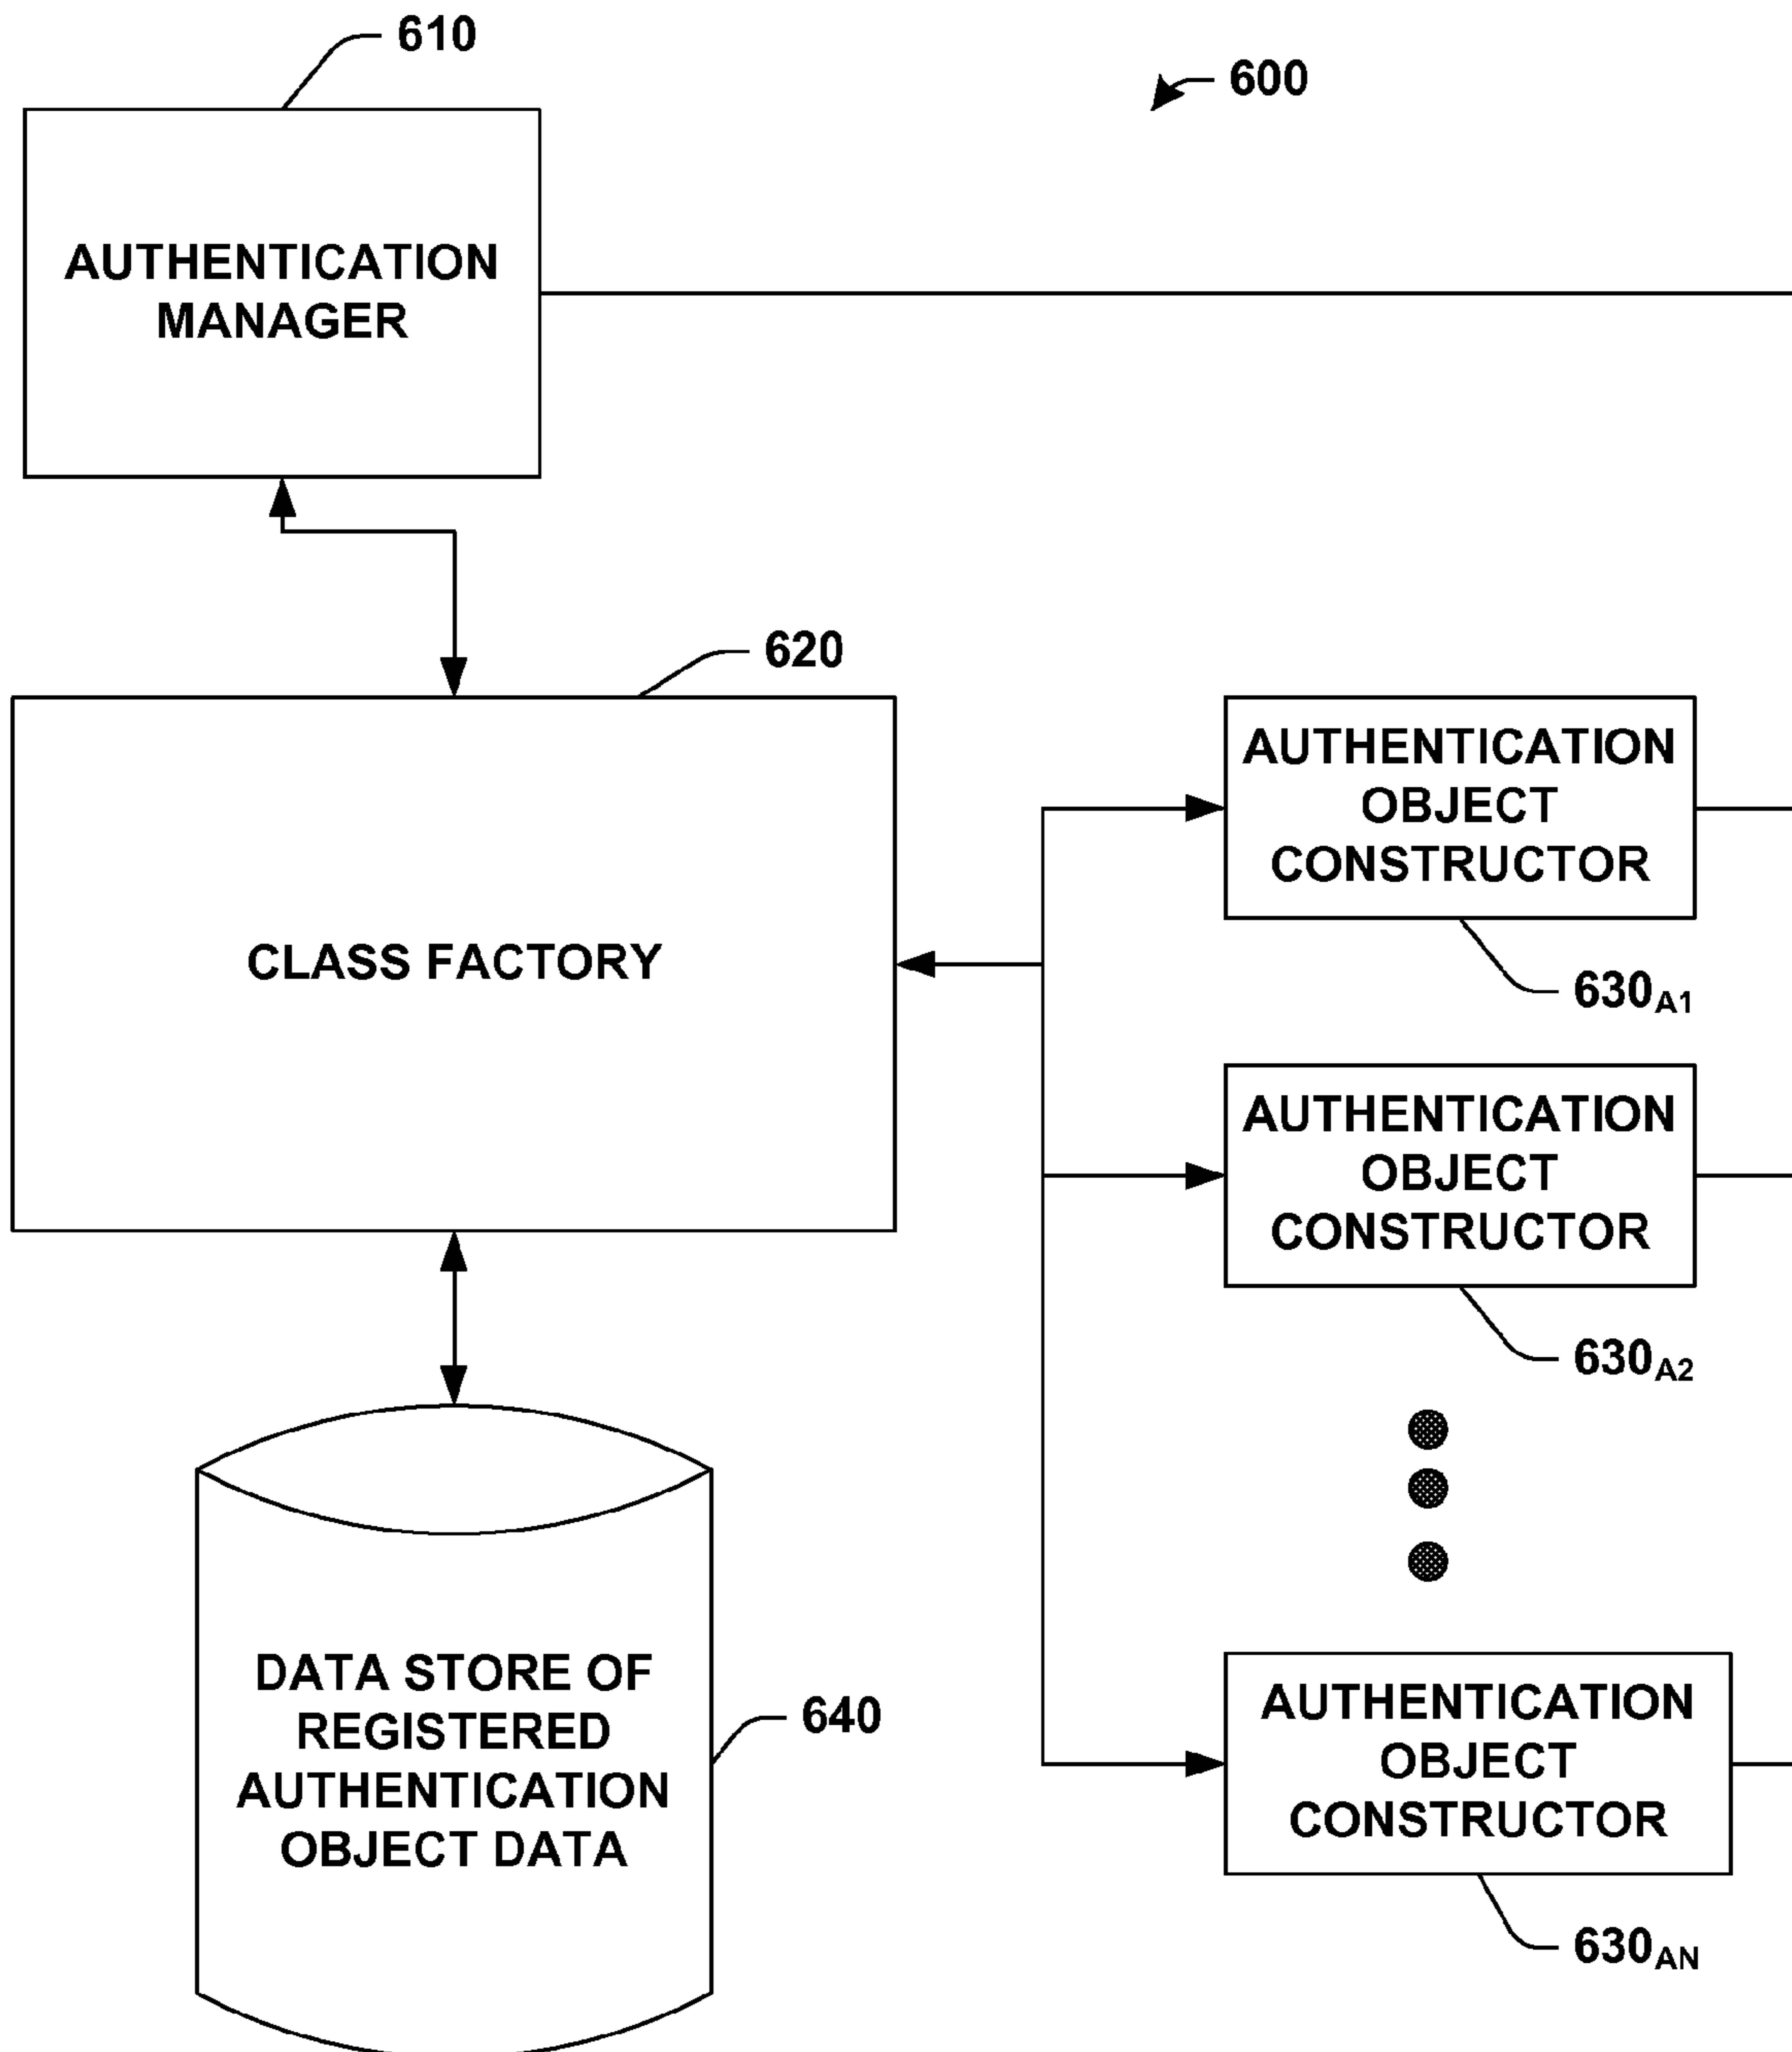 610
600
AUTHENTICATION
MANAGER
620
AUTHENTICATION
OBJECT
CONSTRUCTOR
CLASS FACTORY
630A1
AUTHENTICATION
OBJECT
CONSTRUCTOR
630A2
DATA STORE OF
REGISTERED
AUTHENTICATION
OBJECT DATA
640
AUTHENTICATION
OBJECT
CONSTRUCTOR
630AN